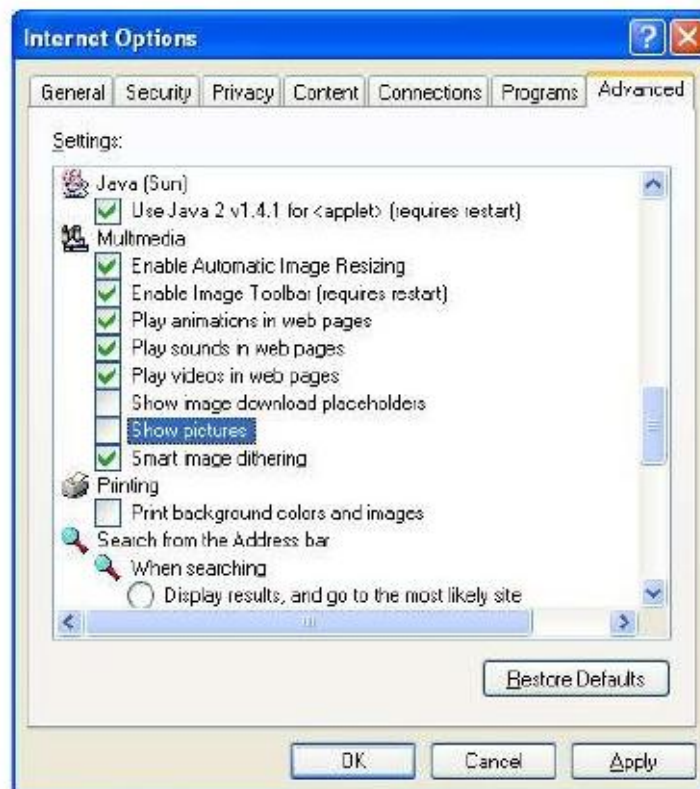 Internet Options
General Security Privacy Content Connections Programs Advanced
Settings:
Java (Sun)
Use Java 2 v1.4.1 for <applet> (requires restart)
Multimedia
Enable Automatic Image Resizing
Enable Image Toolbar (requires restart)
Play animations in web pages
Play sounds in web pages
Play videos in web pages
Show image download placeholders
Show pictures
Smart image dithering
Printing
Print background colors and images
Search from the Address bar
When searching
Display results, and go to the most likely site
Restore Defaults
OK Cancel Apply